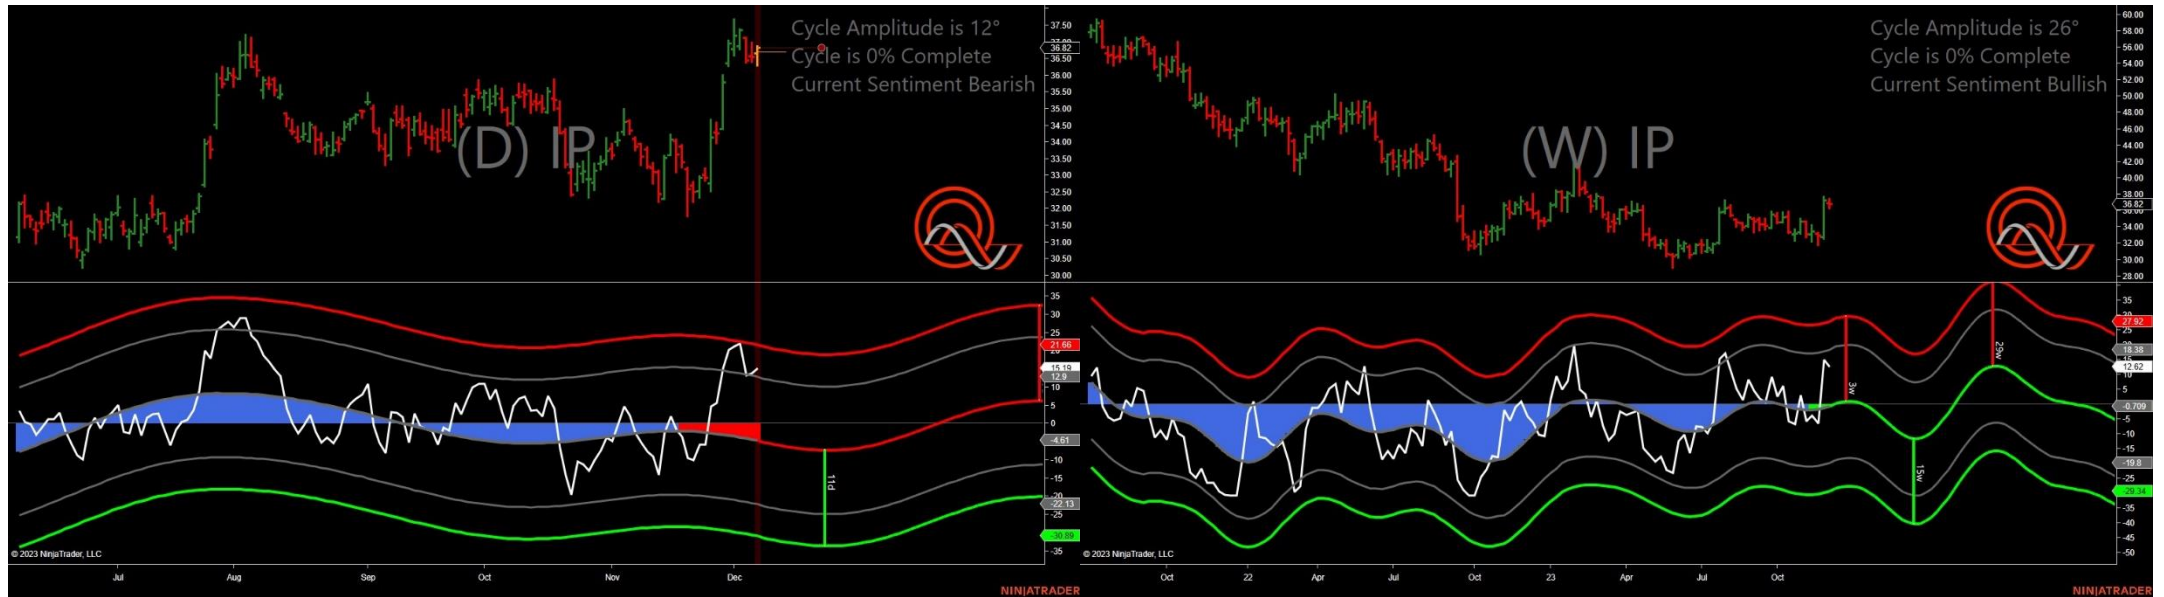 Cycle Amplitude is 12°
Cycle is 0% Complete
Current Sentiment Bearish
(D) IP
37.50
37.00
36.82
36.50
36.00
35.50
35.00
34.50
34.00
33.50
33.00
32.50
32.00
31.50
31.00
30.50
30.00
35
30
25
21.66
20
15.19
12.9
10
5
0
-4.61
-10
-15
-20
-22.13
-25
-30.89
-35
11d
© 2023 NinjaTrader, LLC
Jul
Aug
Sep
Oct
Nov
Dec
NINJATRADER
Cycle Amplitude is 26°
Cycle is 0% Complete
Current Sentiment Bullish
(W) IP
60.00
58.00
56.00
54.00
52.00
50.00
48.00
46.00
44.00
42.00
40.00
38.00
36.82
36.00
34.00
32.00
30.00
28.00
35
30
27.92
18.38
15
12.62
10
5
-0.709
-5
-10
-15
-19.8
-25
-29.34
-35
-40
-45
-50
3w
15w
29w
© 2023 NinjaTrader, LLC
Oct
22
Apr
Jul
Oct
23
Apr
Jul
Oct
NINJATRADER